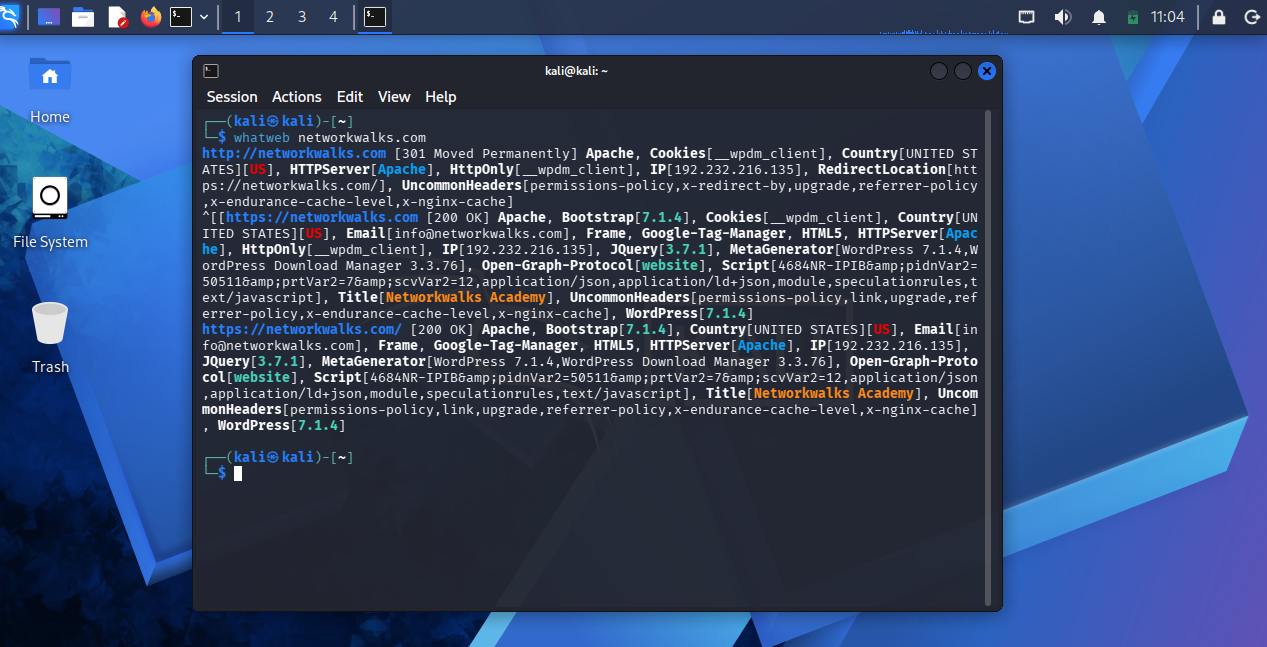 1 2 3 4 11:04
Home
File System
Trash
kali@kali: ~
Session Actions Edit View Help
┌──(kali㉿kali)-[~]
└─$ whatweb networkwalks.com
http://networkwalks.com [301 Moved Permanently] Apache, Cookies[__wpdm_client], Country[UNITED ST
ATES][US], HTTPServer[Apache], HttpOnly[__wpdm_client], IP[192.232.216.135], RedirectLocation[htt
ps://networkwalks.com/], UncommonHeaders[permissions-policy,x-redirect-by,upgrade,referrer-policy
,x-endurance-cache-level,x-nginx-cache]
^[[https://networkwalks.com [200 OK] Apache, Bootstrap[7.1.4], Cookies[__wpdm_client], Country[UN
ITED STATES][US], Email[info@networkwalks.com], Frame, Google-Tag-Manager, HTML5, HTTPServer[Apac
he], HttpOnly[__wpdm_client], IP[192.232.216.135], JQuery[3.7.1], MetaGenerator[WordPress 7.1.4,W
ordPress Download Manager 3.3.76], Open-Graph-Protocol[website], Script[4684NR-IPIB&amp;pidnVar2=
50511&amp;prtVar2=7&amp;scvVar2=12,application/json,application/ld+json,module,speculationrules,t
ext/javascript], Title[Networkwalks Academy], UncommonHeaders[permissions-policy,link,upgrade,ref
errer-policy,x-endurance-cache-level,x-nginx-cache], WordPress[7.1.4]
https://networkwalks.com/ [200 OK] Apache, Bootstrap[7.1.4], Country[UNITED STATES][US], Email[in
fo@networkwalks.com], Frame, Google-Tag-Manager, HTML5, HTTPServer[Apache], IP[192.232.216.135],
JQuery[3.7.1], MetaGenerator[WordPress 7.1.4,WordPress Download Manager 3.3.76], Open-Graph-Proto
col[website], Script[4684NR-IPIB&amp;pidnVar2=50511&amp;prtVar2=7&amp;scvVar2=12,application/json
,application/ld+json,module,speculationrules,text/javascript], Title[Networkwalks Academy], Uncom
monHeaders[permissions-policy,link,upgrade,referrer-policy,x-endurance-cache-level,x-nginx-cache]
, WordPress[7.1.4]
┌──(kali㉿kali)-[~]
└─$